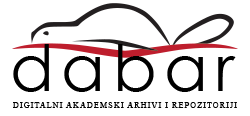 dabar
DIGITALNI AKADEMSKI ARHIVI I REPOZITORIJI